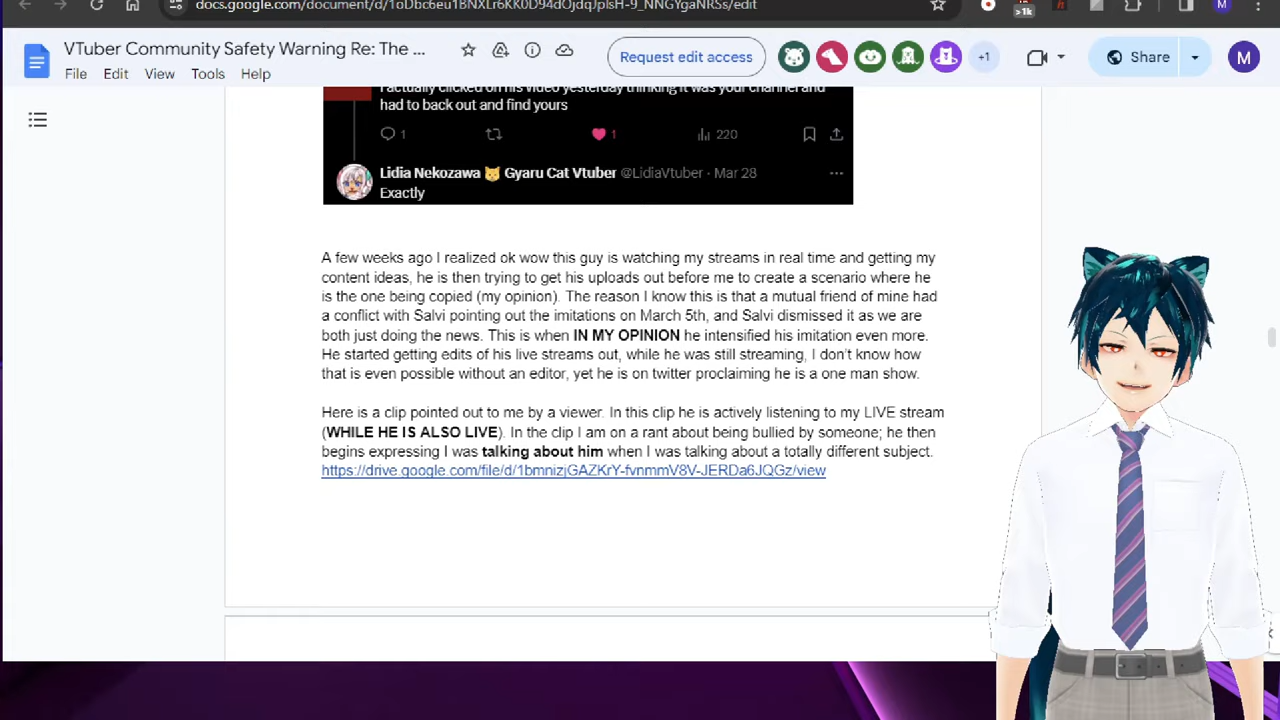 docs.google.com/document/d/1oDbc6eu1BNXLr6KK0D94dOjdqJplsH-9_NNGYgaNRSs/edit
>1k
M
VTuber Community Safety Warning Re: The ...
File Edit View Tools Help
Request edit access
+1
Share
M
I actually clicked on his video yesterday thinking it was your channel and
had to back out and find yours
1
1
220
Lidia Nekozawa 😺 Gyaru Cat Vtuber @LidiaVtuber · Mar 28
Exactly
A few weeks ago I realized ok wow this guy is watching my streams in real time and getting my
content ideas, he is then trying to get his uploads out before me to create a scenario where he
is the one being copied (my opinion). The reason I know this is that a mutual friend of mine had
a conflict with Salvi pointing out the imitations on March 5th, and Salvi dismissed it as we are
both just doing the news. This is when IN MY OPINION he intensified his imitation even more.
He started getting edits of his live streams out, while he was still streaming, I don't know how
that is even possible without an editor, yet he is on twitter proclaiming he is a one man show.
Here is a clip pointed out to me by a viewer. In this clip he is actively listening to my LIVE stream
(WHILE HE IS ALSO LIVE). In the clip I am on a rant about being bullied by someone; he then
begins expressing I was talking about him when I was talking about a totally different subject.
https://drive.google.com/file/d/1bmnizjGAZKrY-fvnmmV8V-JERDa6JQGz/view